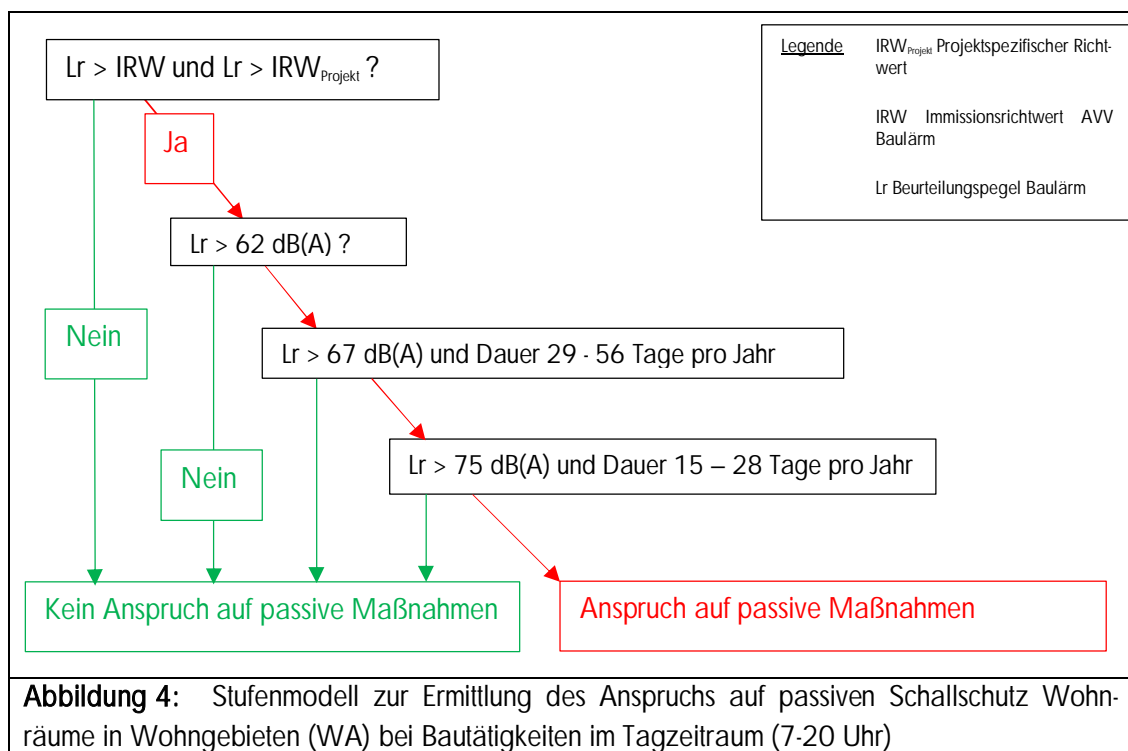 Lr > IRW und Lr > IRWProjekt ?
Legende IRWProjekt Projektspezifischer Richt-
wert
IRW Immissionsrichtwert AVV
Baulärm
Lr Beurteilungspegel Baulärm
Ja
Lr > 62 dB(A) ?
Nein
Lr > 67 dB(A) und Dauer 29 - 56 Tage pro Jahr
Nein
Lr > 75 dB(A) und Dauer 15 – 28 Tage pro Jahr
Kein Anspruch auf passive Maßnahmen
Anspruch auf passive Maßnahmen
Abbildung 4: Stufenmodell zur Ermittlung des Anspruchs auf passiven Schallschutz Wohn-
räume in Wohngebieten (WA) bei Bautätigkeiten im Tagzeitraum (7-20 Uhr)